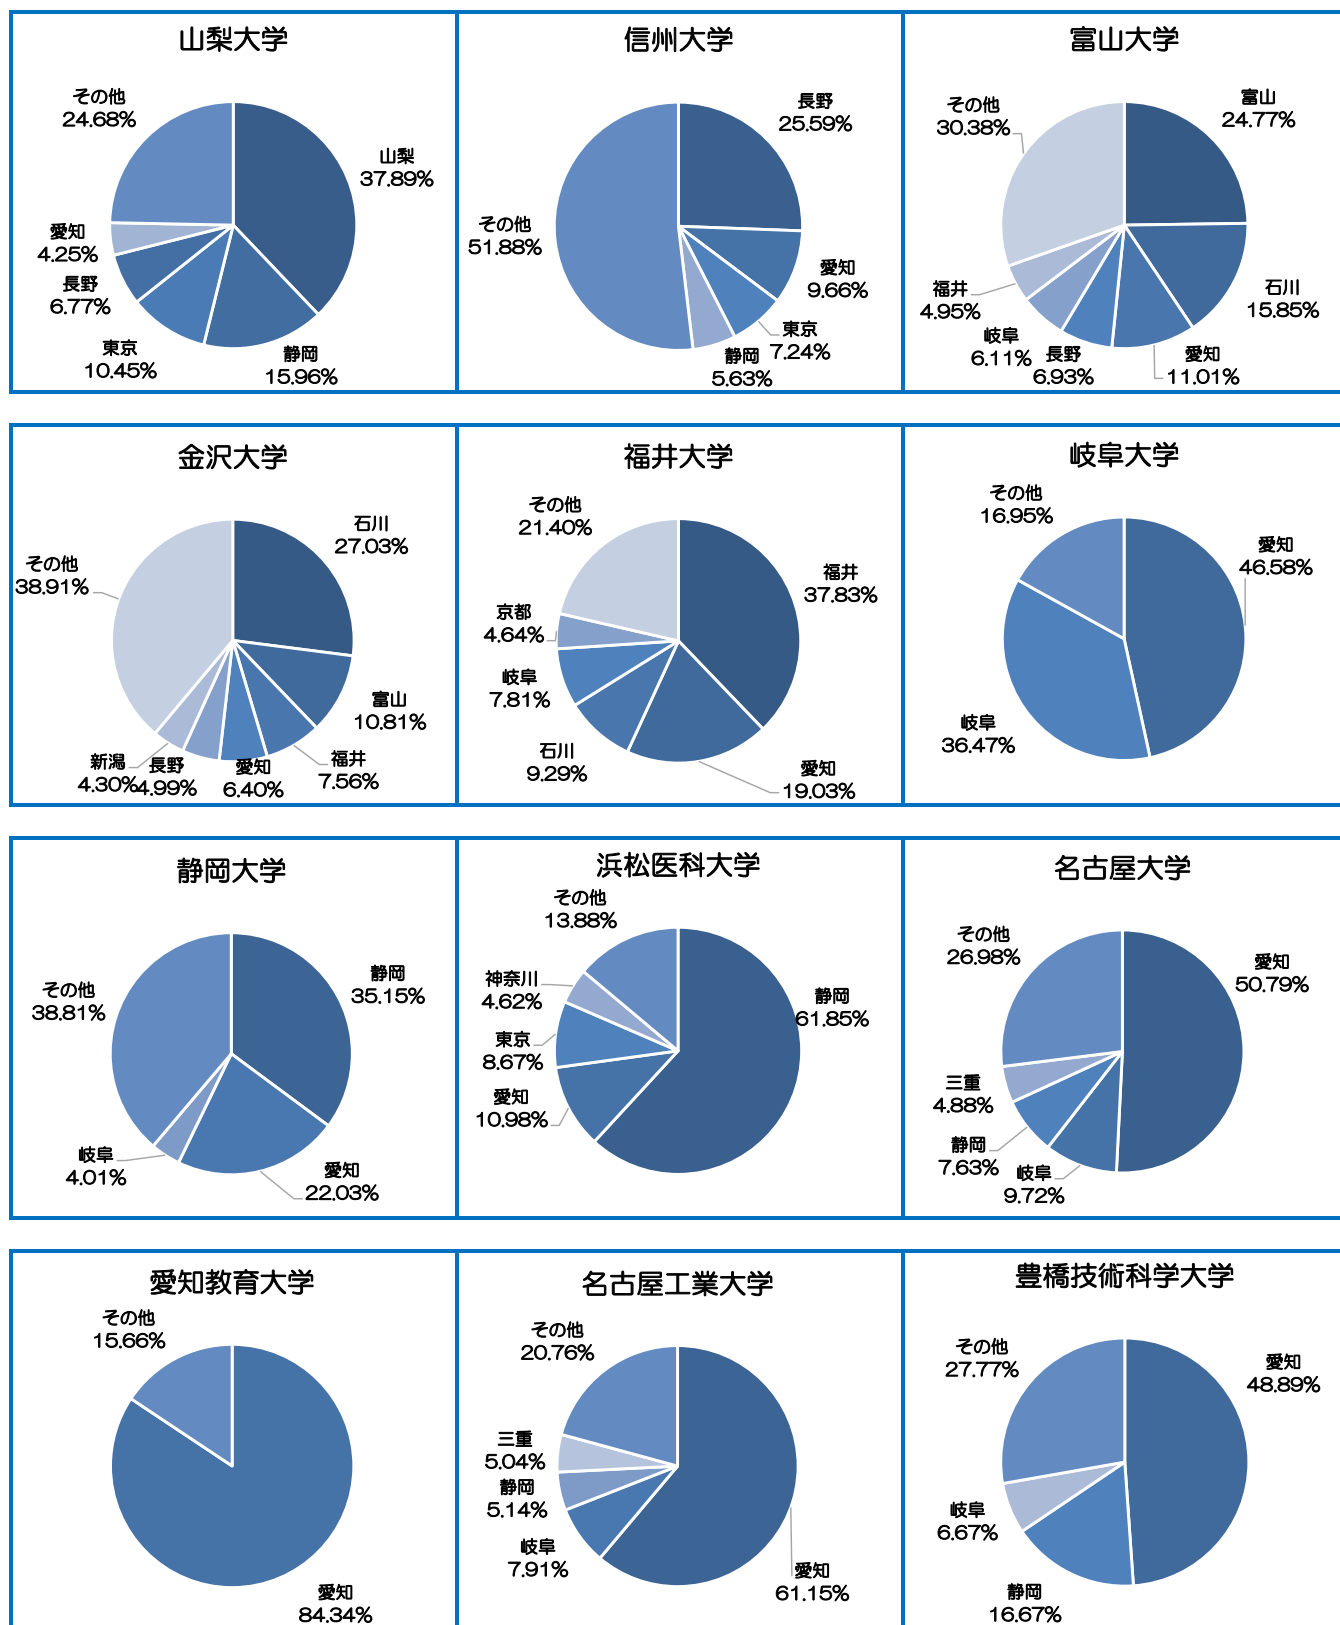 山梨大学
その他
24.68%
山梨
37.89%
愛知
4.25%
長野
6.77%
東京
10.45%
静岡
15.96%
信州大学
長野
25.59%
その他
51.88%
愛知
9.66%
東京
7.24%
静岡
5.63%
富山大学
その他
30.38%
富山
24.77%
福井
4.95%
石川
15.85%
岐阜
6.11%
長野
6.93%
愛知
11.01%
金沢大学
石川
27.03%
その他
38.91%
富山
10.81%
新潟
4.30%
長野
4.99%
愛知
6.40%
福井
7.56%
福井大学
その他
21.40%
福井
37.83%
京都
4.64%
岐阜
7.81%
石川
9.29%
愛知
19.03%
岐阜大学
その他
16.95%
愛知
46.58%
岐阜
36.47%
静岡大学
静岡
35.15%
その他
38.81%
岐阜
4.01%
愛知
22.03%
浜松医科大学
その他
13.88%
神奈川
4.62%
静岡
61.85%
東京
8.67%
愛知
10.98%
名古屋大学
その他
26.98%
愛知
50.79%
三重
4.88%
静岡
7.63%
岐阜
9.72%
愛知教育大学
その他
15.66%
愛知
84.34%
名古屋工業大学
その他
20.76%
三重
5.04%
静岡
5.14%
岐阜
7.91%
愛知
61.15%
豊橋技術科学大学
その他
27.77%
愛知
48.89%
岐阜
6.67%
静岡
16.67%